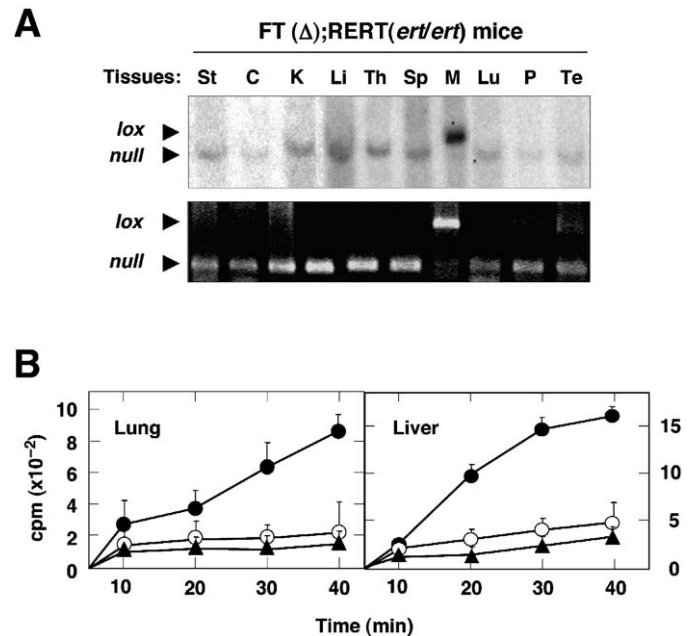 A
FT (Δ);RERT(ert/ert) mice
Tissues: St C K Li Th Sp M Lu P Te
lox ►
null ►
lox ►
null ►
B
Lung
Liver
cpm (x10⁻²)
10
8
6
4
2
0
15
10
5
0
10 20 30 40 10 20 30 40
Time (min)